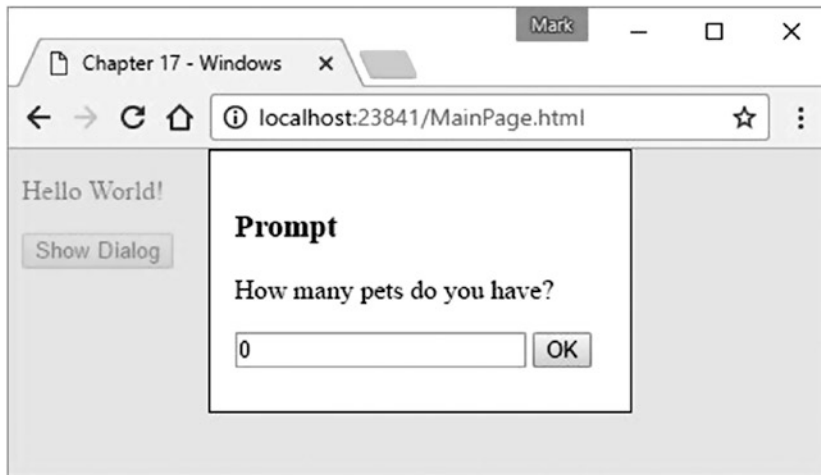 Mark
Chapter 17 - Windows
localhost:23841/MainPage.html
Hello World!
Show Dialog
Prompt
How many pets do you have?
0
OK